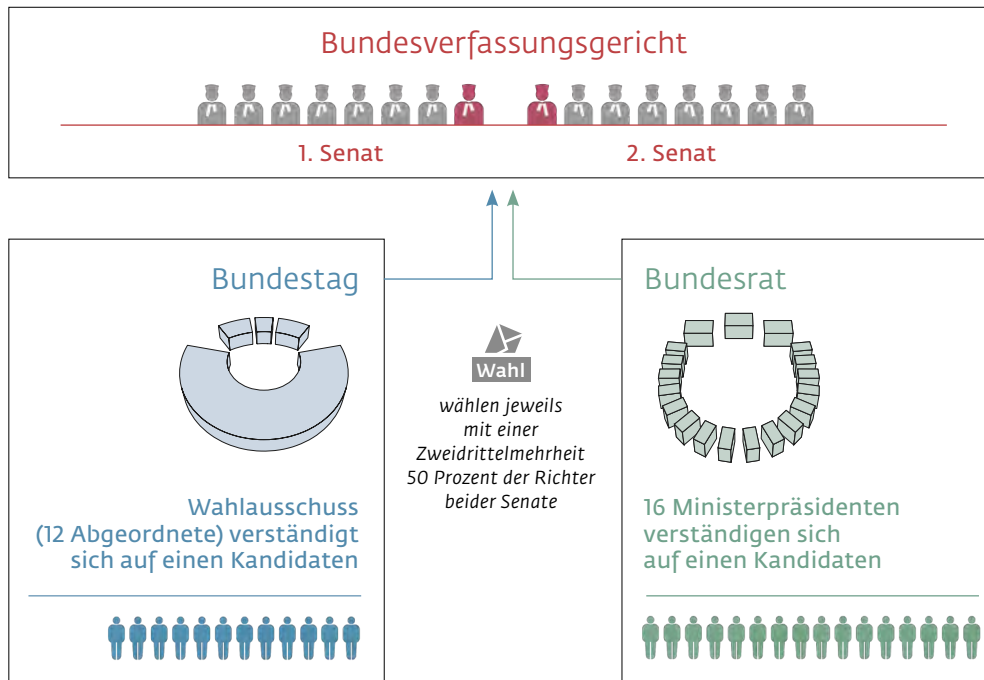 Bundesverfassungsgericht
1. Senat
2. Senat
Bundestag
Wahlausschuss
(12 Abgeordnete) verständigt
sich auf einen Kandidaten
Wahl
wählen jeweils
mit einer
Zweidrittelmehrheit
50 Prozent der Richter
beider Senate
Bundesrat
16 Ministerpräsidenten
verständigen sich
auf einen Kandidaten